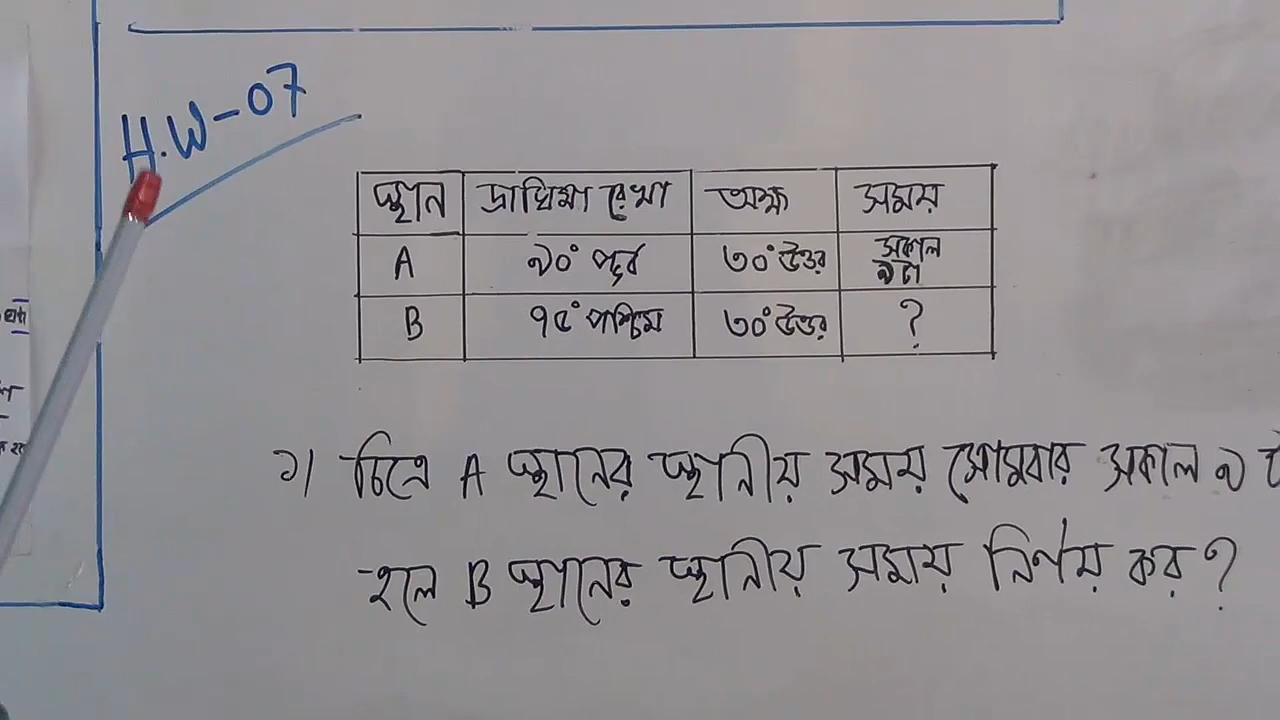 H.W-07
স্থান দ্রাঘিমা রেখা অক্ষ সময়
A ৯০° পূর্ব ৩০° উত্তর সকাল ৯টা
B ৭৫° পশ্চিম ৩০° উত্তর ?
গ) চিত্রে A স্থানের স্থানীয় সময় সোমবার সকাল ৯
হলে B স্থানের স্থানীয় সময় নির্ণয় কর?